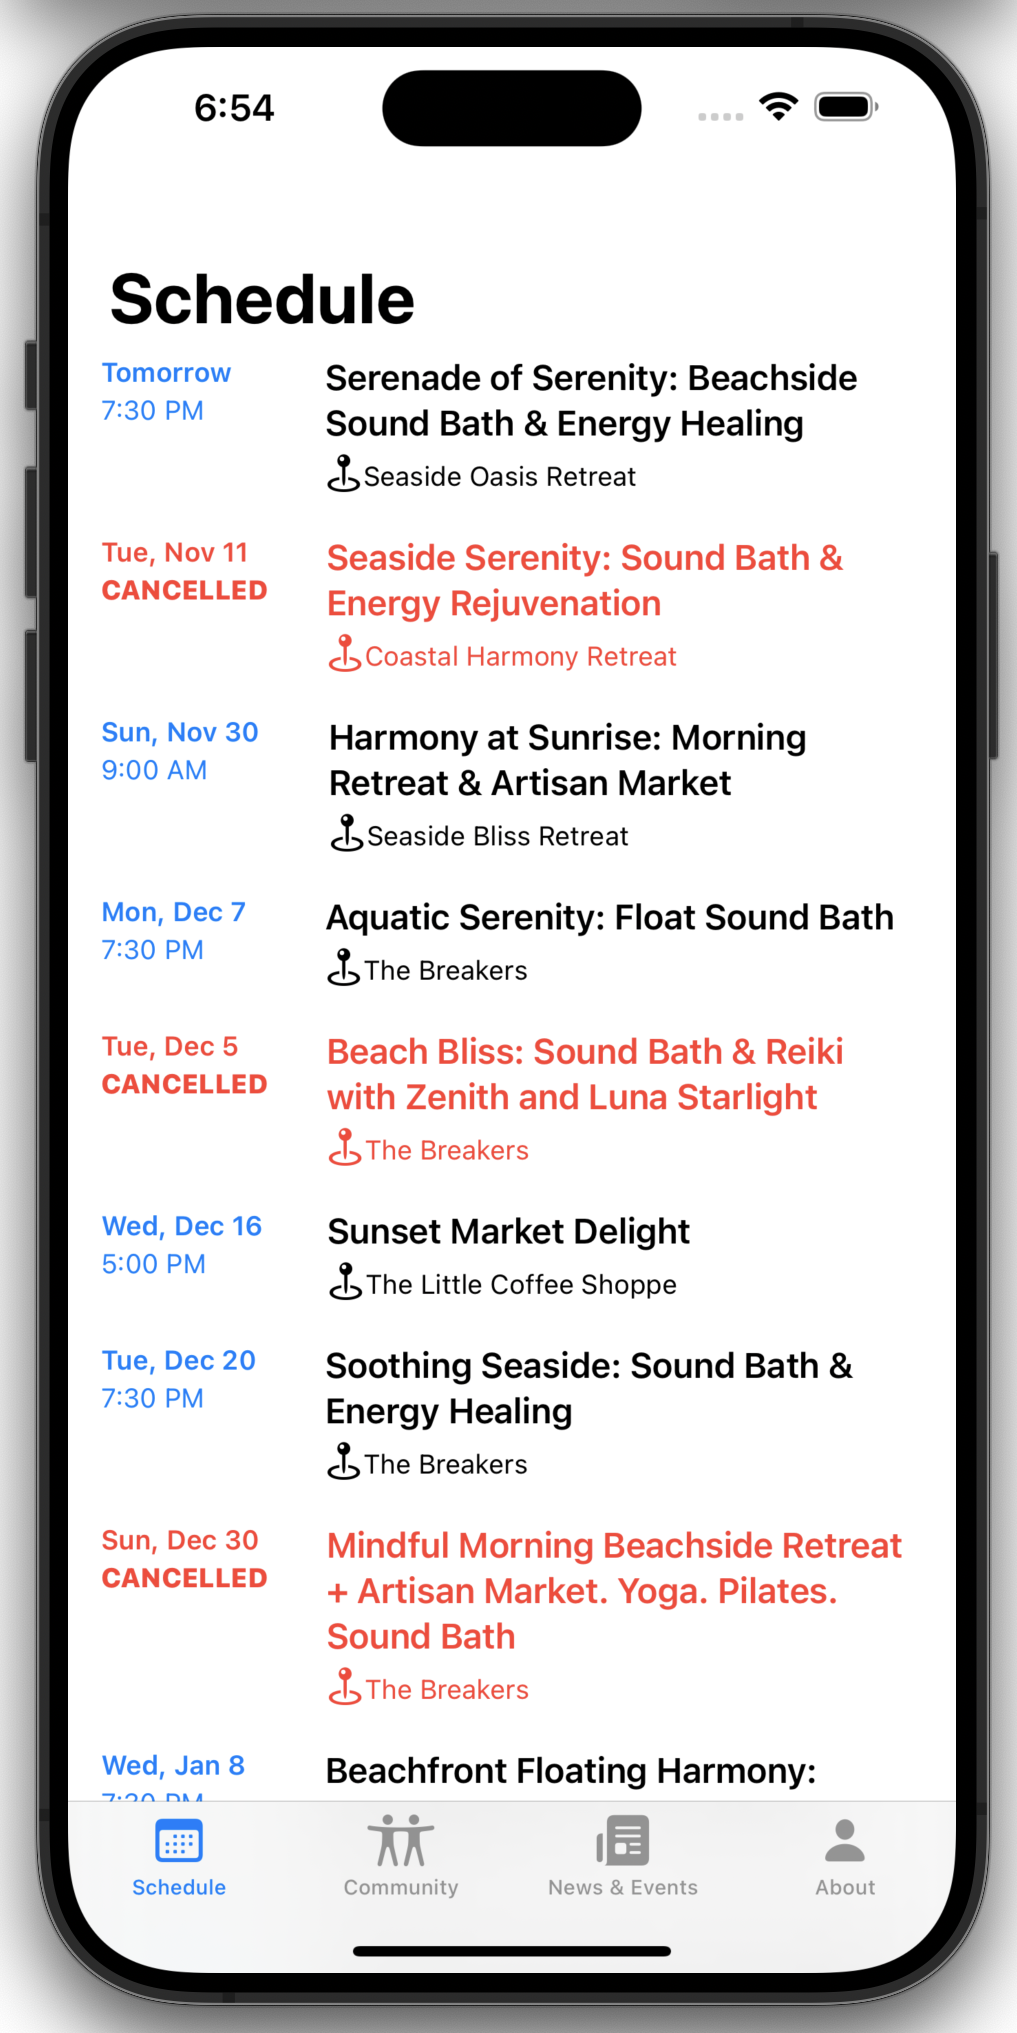 6:54
Schedule
Tomorrow
7:30 PM
Serenade of Serenity: Beachside
Sound Bath & Energy Healing
Seaside Oasis Retreat
Tue, Nov 11
CANCELLED
Seaside Serenity: Sound Bath &
Energy Rejuvenation
Coastal Harmony Retreat
Sun, Nov 30
9:00 AM
Harmony at Sunrise: Morning
Retreat & Artisan Market
Seaside Bliss Retreat
Mon, Dec 7
7:30 PM
Aquatic Serenity: Float Sound Bath
The Breakers
Tue, Dec 5
CANCELLED
Beach Bliss: Sound Bath & Reiki
with Zenith and Luna Starlight
The Breakers
Wed, Dec 16
5:00 PM
Sunset Market Delight
The Little Coffee Shoppe
Tue, Dec 20
7:30 PM
Soothing Seaside: Sound Bath &
Energy Healing
The Breakers
Sun, Dec 30
CANCELLED
Mindful Morning Beachside Retreat
+ Artisan Market. Yoga. Pilates.
Sound Bath
The Breakers
Wed, Jan 8
7:30 PM
Beachfront Floating Harmony:
Schedule
Community
News & Events
About